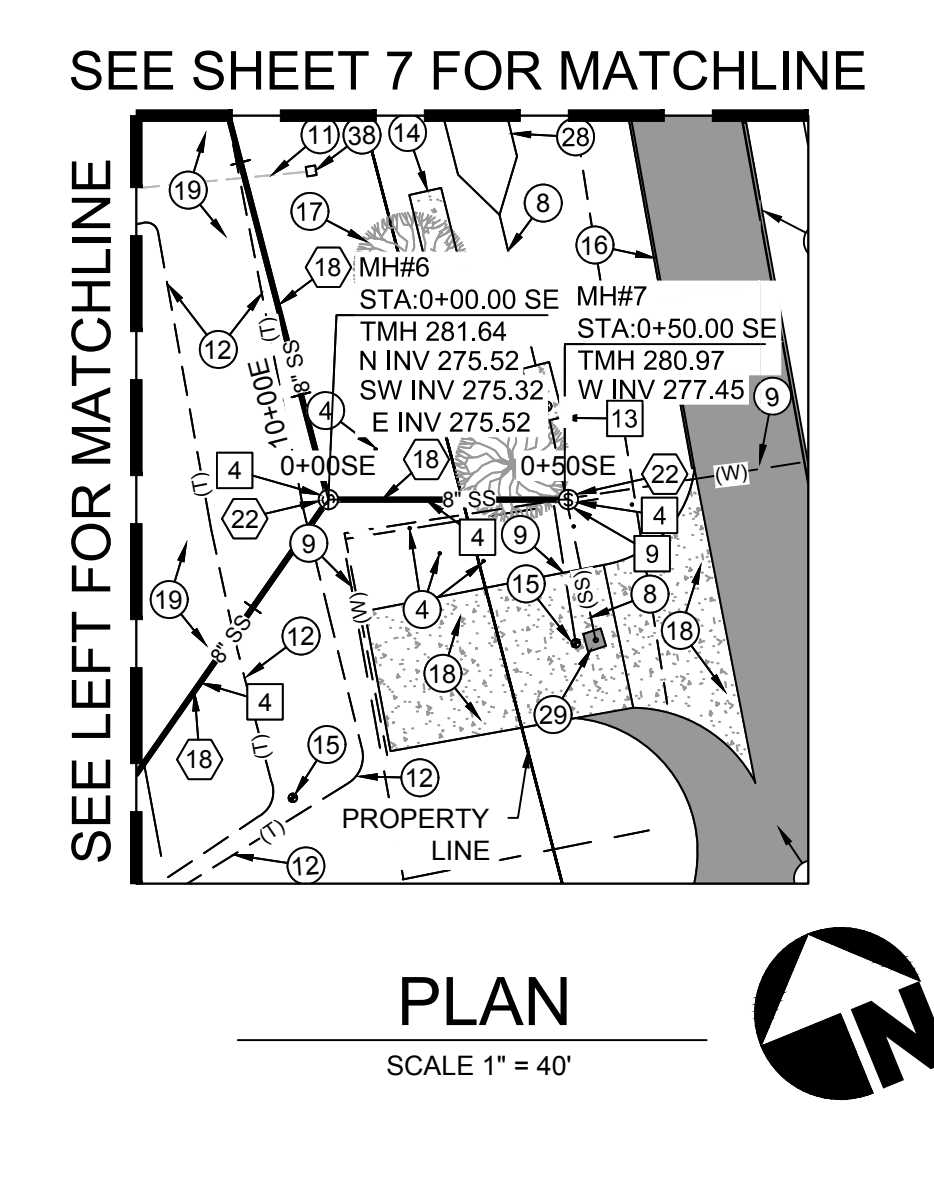 SEE SHEET 7 FOR MATCHLINE
SEE LEFT FOR MATCHLINE
11
38
14
28
19
17
8
16
18
12
(T)
10+00E
8" SS
MH#6
STA:0+00.00 SE
TMH 281.64
N INV 275.52
SW INV 275.32
E INV 275.52
MH#7
STA:0+50.00 SE
TMH 280.97
W INV 277.45
9
13
4
4
0+00SE
18
0+50SE
22
(W)
(T)
22
8" SS
4
4
9
9
9
15
(SS)
8
19
(W)
4
18
18
8" SS
12
4
29
18
(T)
15
12
PROPERTY
LINE
(T)
12
PLAN
SCALE 1" = 40'
N